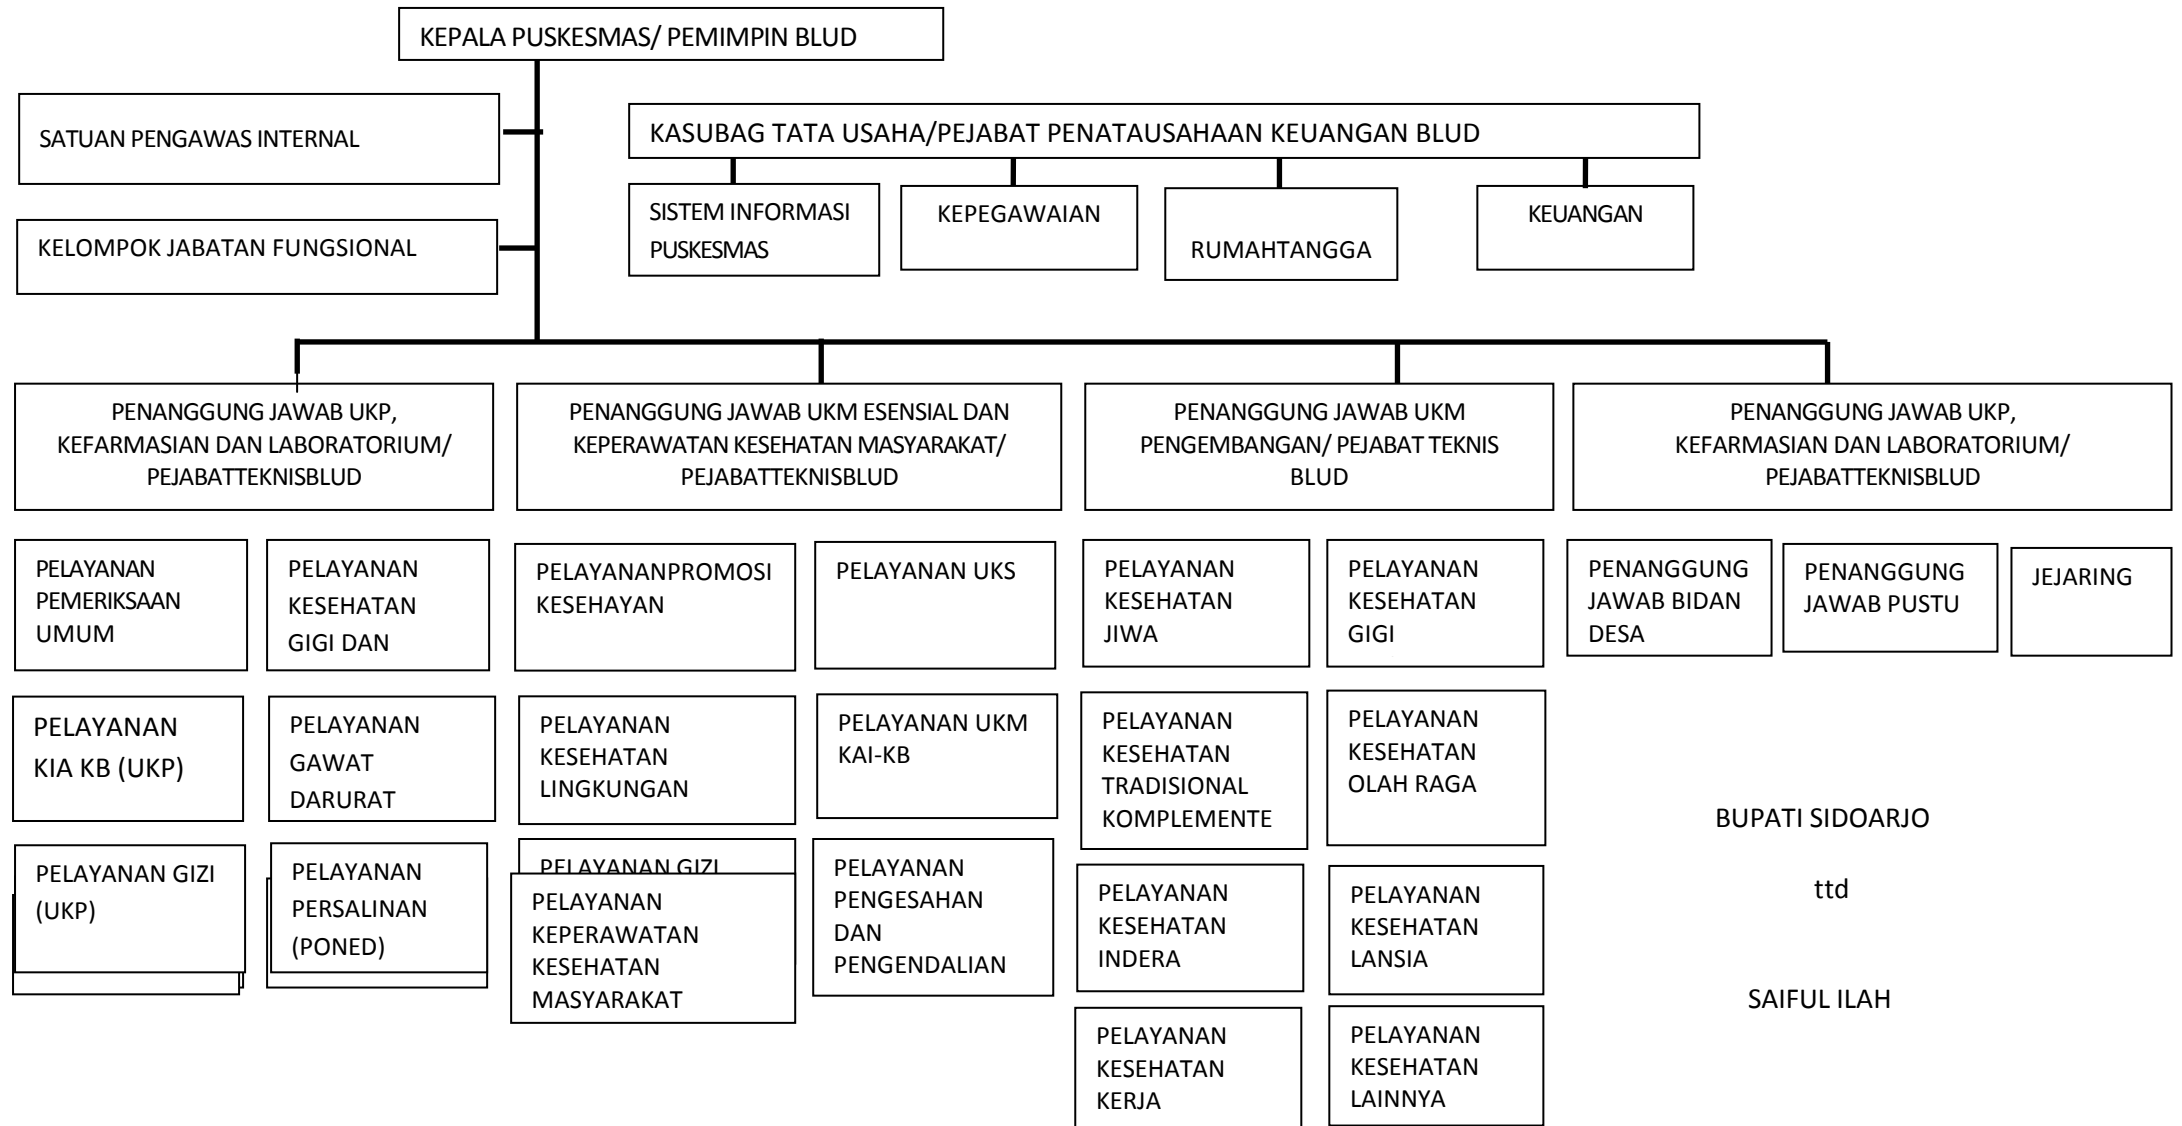 KEPALA PUSKESMAS/ PEMIMPIN BLUD
SATUAN PENGAWAS INTERNAL
KASUBAG TATA USAHA/PEJABAT PENATAUSAHAAN KEUANGAN BLUD
SISTEM INFORMASI
PUSKESMAS
KEPEGAWAIAN
RUMAHTANGGA
KEUANGAN
KELOMPOK JABATAN FUNGSIONAL
PENANGGUNG JAWAB UKP,
KEFARMASIAN DAN LABORATORIUM/
PEJABATTEKNISBLUD
PENANGGUNG JAWAB UKM ESENSIAL DAN
KEPERAWATAN KESEHATAN MASYARAKAT/
PEJABATTEKNISBLUD
PENANGGUNG JAWAB UKM
PENGEMBANGAN/ PEJABAT TEKNIS
BLUD
PENANGGUNG JAWAB UKP,
KEFARMASIAN DAN LABORATORIUM/
PEJABATTEKNISBLUD
PELAYANAN
PEMERIKSAAN
UMUM
PELAYANAN
KESEHATAN
GIGI DAN
PELAYANANPROMOSI
KESEHAYAN
PELAYANAN UKS
PELAYANAN
KESEHATAN
JIWA
PELAYANAN
KESEHATAN
GIGI
PENANGGUNG
JAWAB BIDAN
DESA
PENANGGUNG
JAWAB PUSTU
JEJARING
PELAYANAN
KIA KB (UKP)
PELAYANAN
GAWAT
DARURAT
PELAYANAN
KESEHATAN
LINGKUNGAN
PELAYANAN UKM
KAI-KB
PELAYANAN
KESEHATAN
TRADISIONAL
KOMPLEMENTE
PELAYANAN
KESEHATAN
OLAH RAGA
PELAYANAN GIZI
(UKP)
PELAYANAN
PERSALINAN
(PONED)
PELAYANAN GIZI
PELAYANAN
KEPERAWATAN
KESEHATAN
MASYARAKAT
PELAYANAN
PENGESAHAN
DAN
PENGENDALIAN
PELAYANAN
KESEHATAN
INDERA
PELAYANAN
KESEHATAN
LANSIA
PELAYANAN
KESEHATAN
KERJA
PELAYANAN
KESEHATAN
LAINNYA
BUPATI SIDOARJO
ttd
SAIFUL ILAH